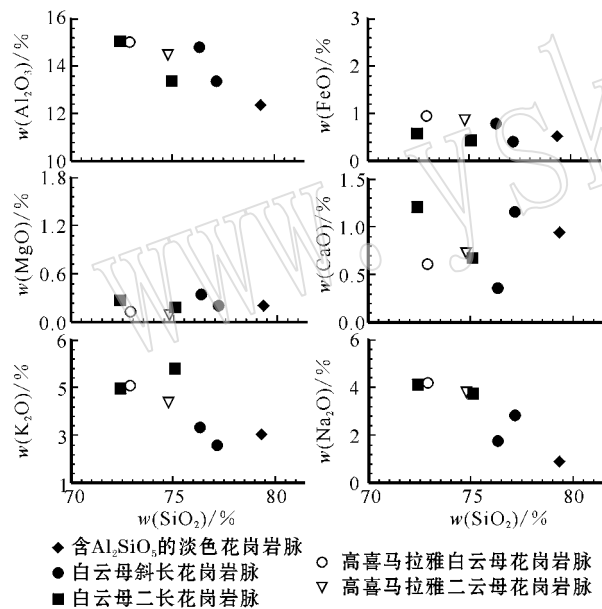 16
14
12
10
w(Al₂O₃)/%
3
2
1
0
w(FeO)/%
1.8
1.2
0.6
0.0
w(MgO)/%
1.5
1.0
0.5
0.0
w(CaO)/%
6
5
3
1
w(K₂O)/%
6
4
2
0
w(Na₂O)/%
70 75 80
w(SiO₂)/%
70 75 80
w(SiO₂)/%
含Al₂SiO₅的淡色花岗岩脉
白云母斜长花岗岩脉
白云母二长花岗岩脉
高喜马拉雅白云母花岗岩脉
高喜马拉雅二云母花岗岩脉
www.ysk